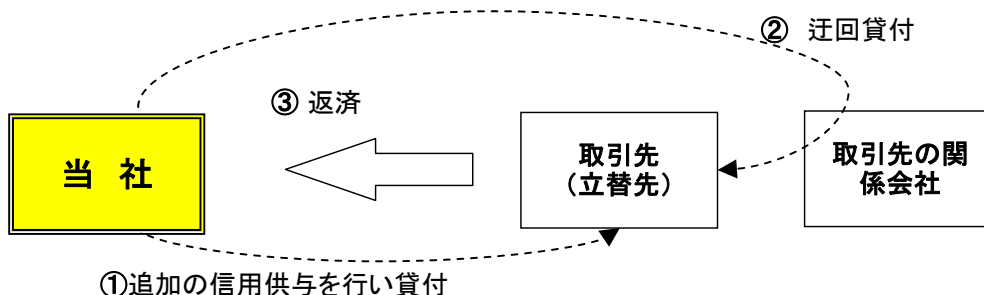 ② 迂回貸付
③ 返済
当 社
取引先
（立替先）
取引先の関
係会社
①追加の信用供与を行い貸付